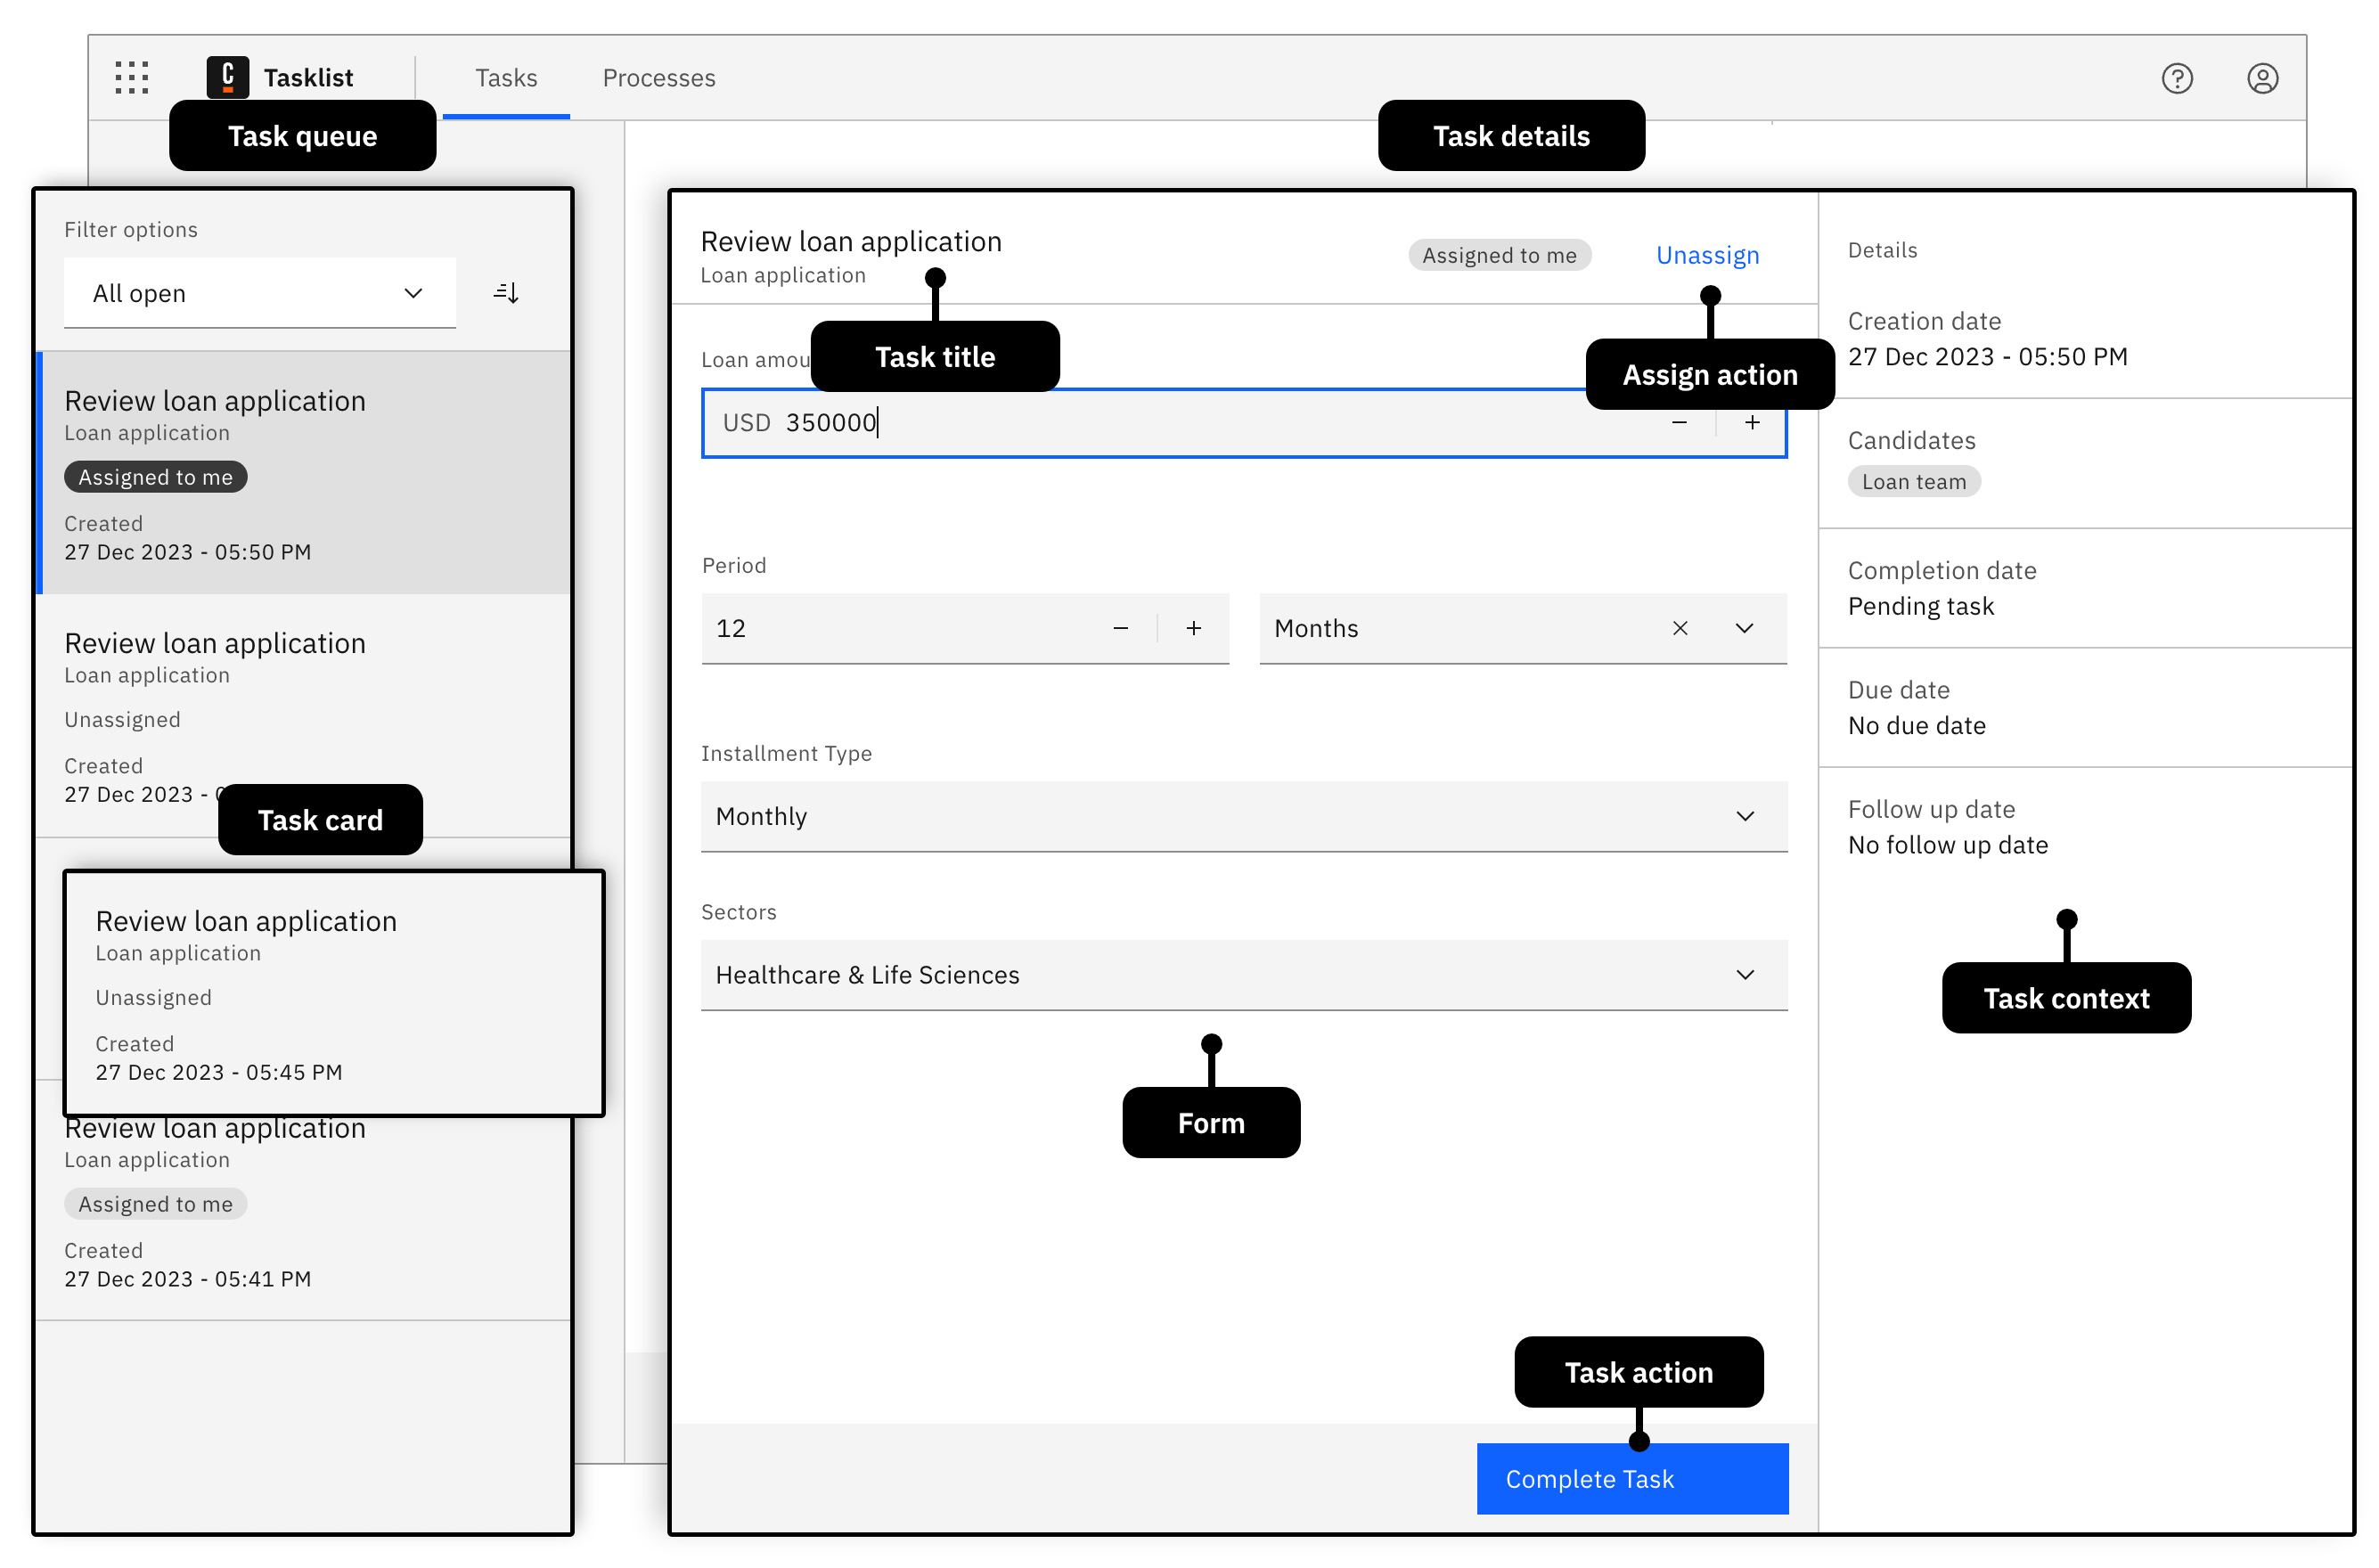 C Tasklist Tasks Processes
Task queue
Task details
Filter options
All open
Review loan application
Loan application
Assigned to me
Created
27 Dec 2023 - 05:50 PM
Review loan application
Loan application
Unassigned
Created
27 Dec 2023 -
Task card
Review loan application
Loan application
Unassigned
Created
27 Dec 2023 - 05:45 PM
Review loan application
Loan application
Assigned to me
Created
27 Dec 2023 - 05:41 PM
Review loan application
Loan application
Assigned to me
Unassign
Task title
Assign action
Loan
USD 350000
Period
12
Months
Installment Type
Monthly
Sectors
Healthcare & Life Sciences
Form
Task action
Complete Task
Details
Creation date
27 Dec 2023 - 05:50 PM
Candidates
Loan team
Completion date
Pending task
Due date
No due date
Follow up date
No follow up date
Task context